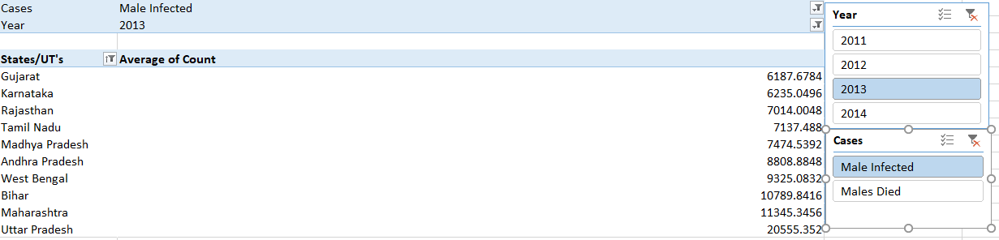 Cases Male Infected
Year 2013
States/UT's Average of Count
Gujarat 6187.6784
Karnataka 6235.0496
Rajasthan 7014.0048
Tamil Nadu 7137.488
Madhya Pradesh 7474.5392
Andhra Pradesh 8808.8848
West Bengal 9325.0832
Bihar 10789.8416
Maharashtra 11345.3456
Uttar Pradesh 20555.352
Year
2011
2012
2013
2014
Cases
Male Infected
Males Died